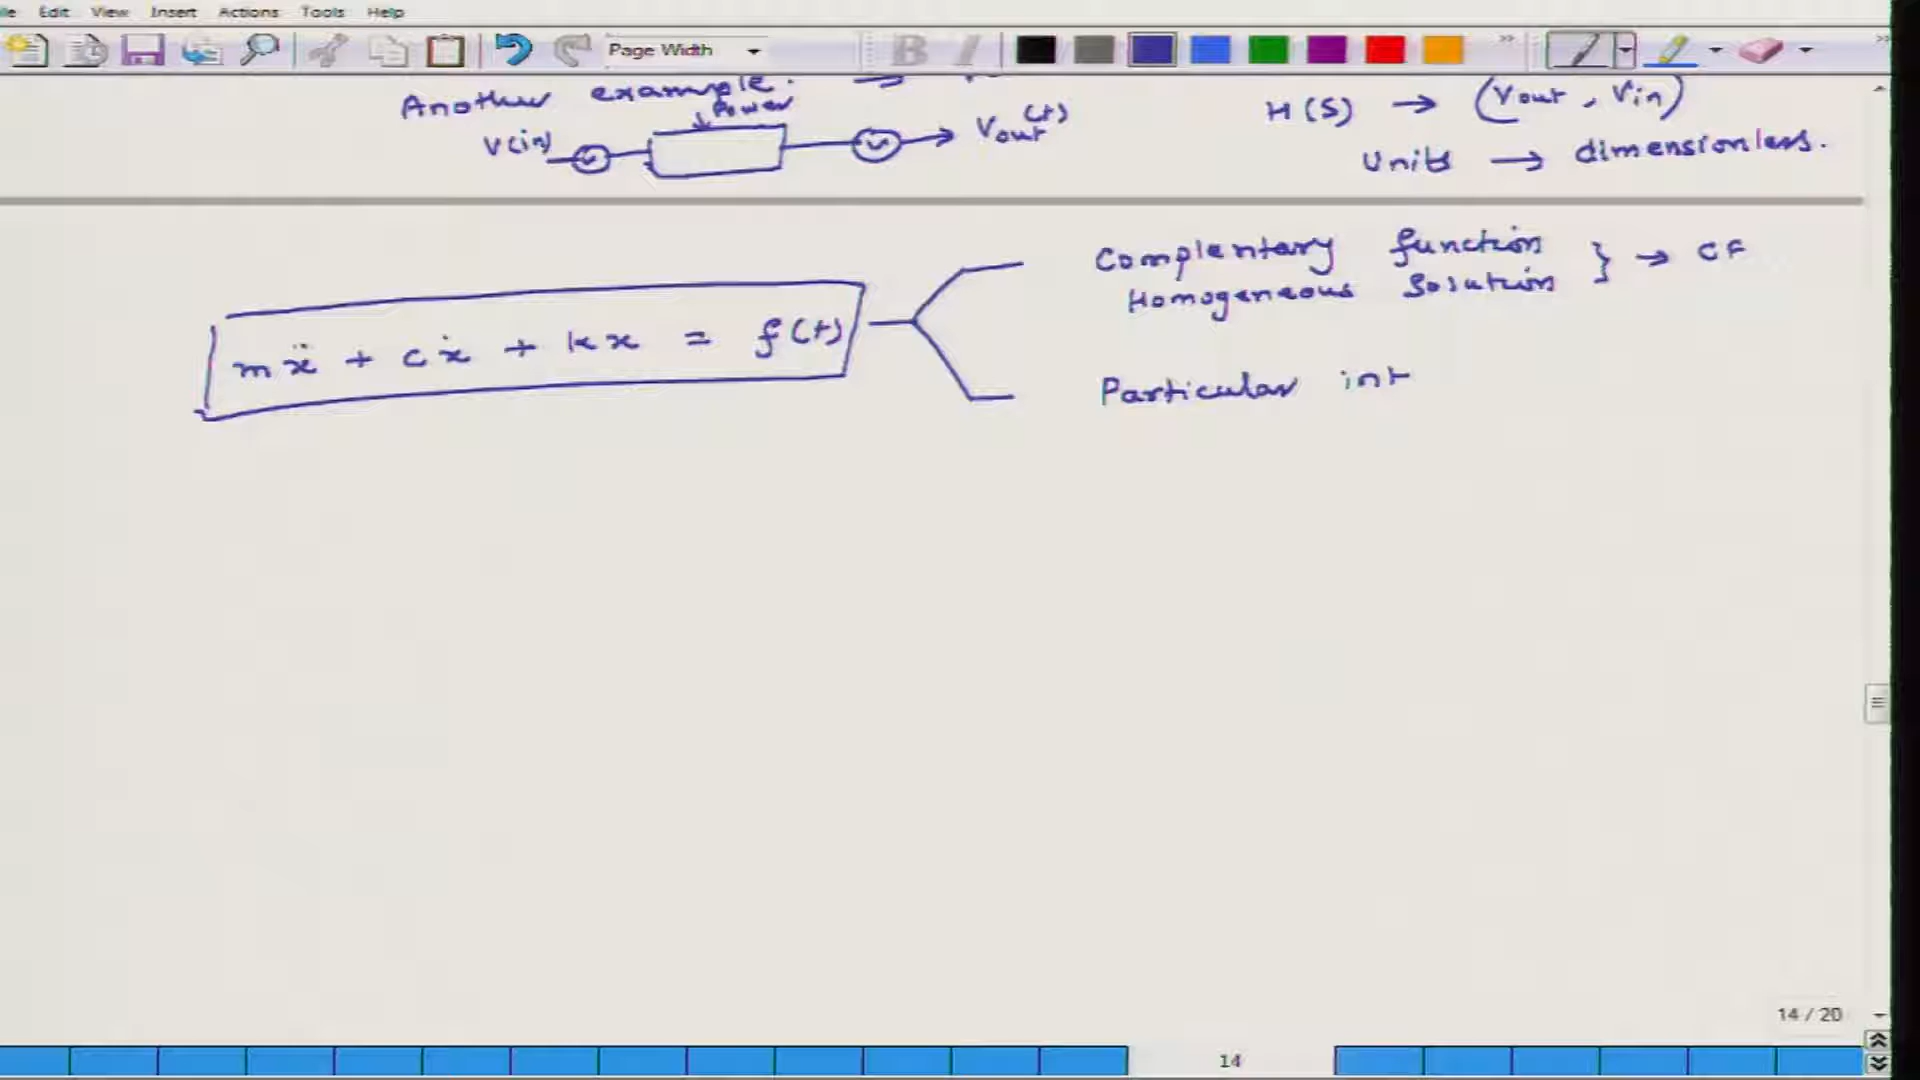 le Edit View Insert Actions Tools Help
Page Width B I
Another example.
Power
V(in)
Vout(t)
H(S) → (Vout, Vin)
Units → dimensionless.
Complentary function
Homogeneous Solution } → CF
mẍ + cẋ + kx = f(t)
Particular int
14 / 20
14